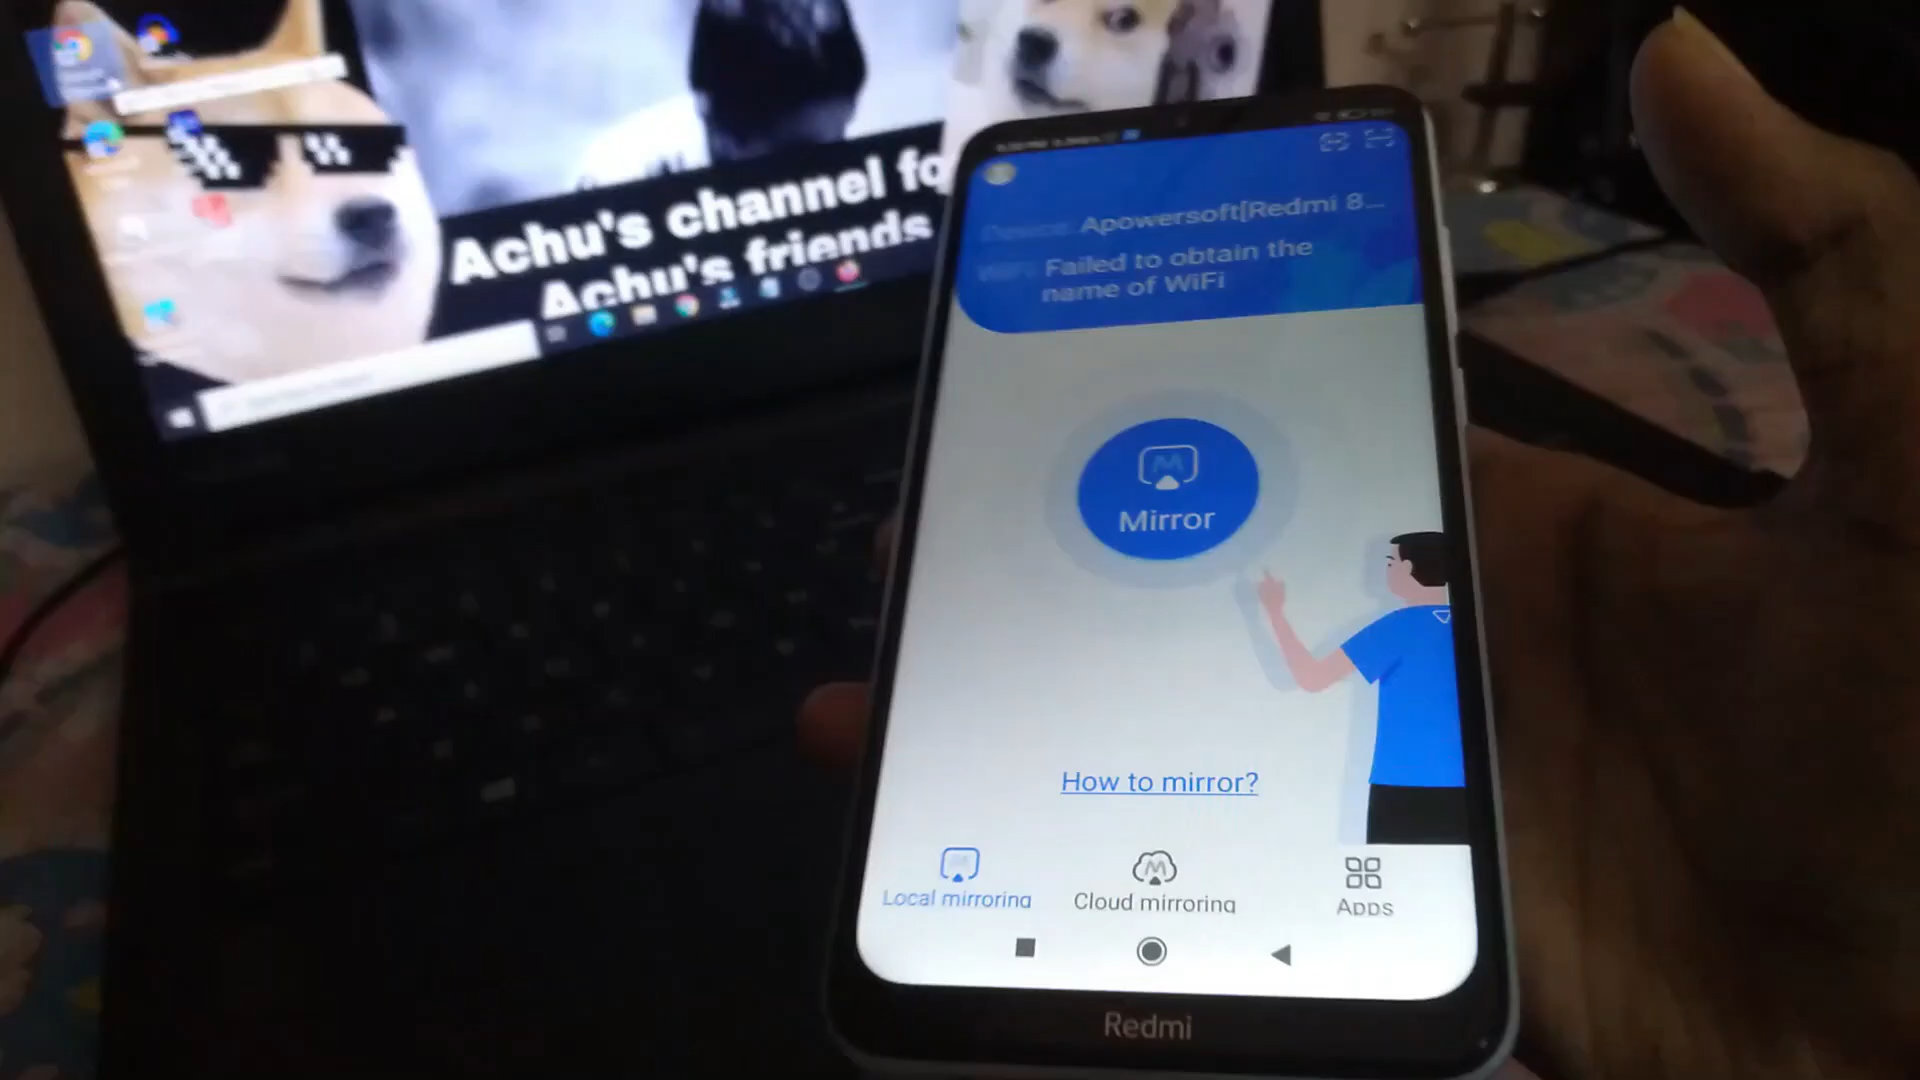 Achu's channel fo
Achu's friends
Apowersoft[Redmi 8...
Failed to obtain the
name of WiFi
Mirror
How to mirror?
Local mirroring
Cloud mirroring
Apps
Redmi